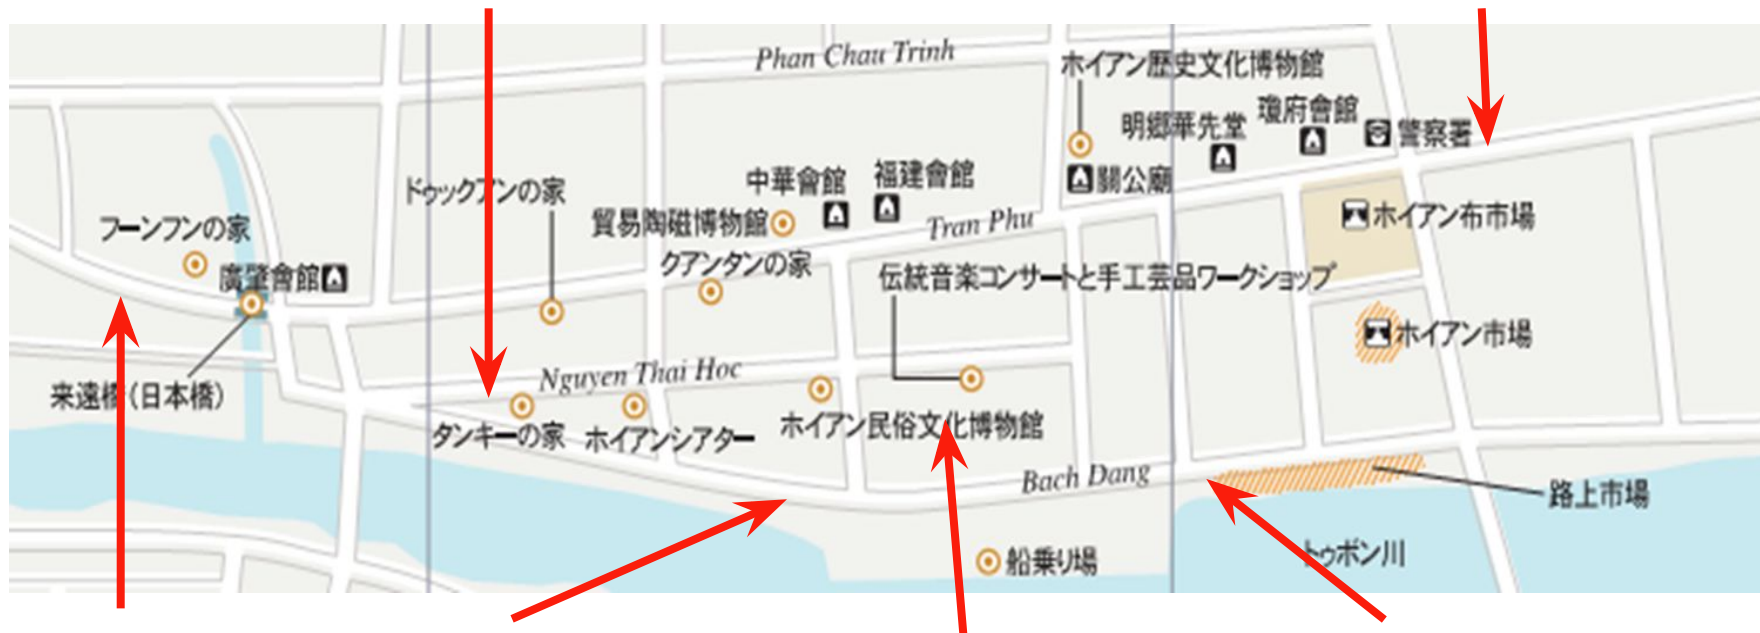 Phan Chau Trinh
ホイアン歴史文化博物館
瓊府會館
明郷華先堂
警察署
中華會館
福建會館
關公廟
ドゥックアンの家
フーンフンの家
貿易陶磁博物館
Tran Phu
ホイアン布市場
廣肇會館
クアンタンの家
伝統音楽コンサートと手工芸品ワークショップ
ホイアン市場
Nguyen Thai Hoc
来遠橋(日本橋)
タンキーの家
ホイアンシアター
ホイアン民俗文化博物館
Bach Dang
路上市場
トゥボン川
船乗り場